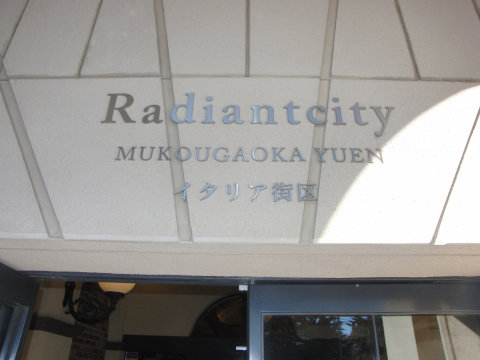 Radiantcity
MUKOUGAOKA YUEN
イタリア街区